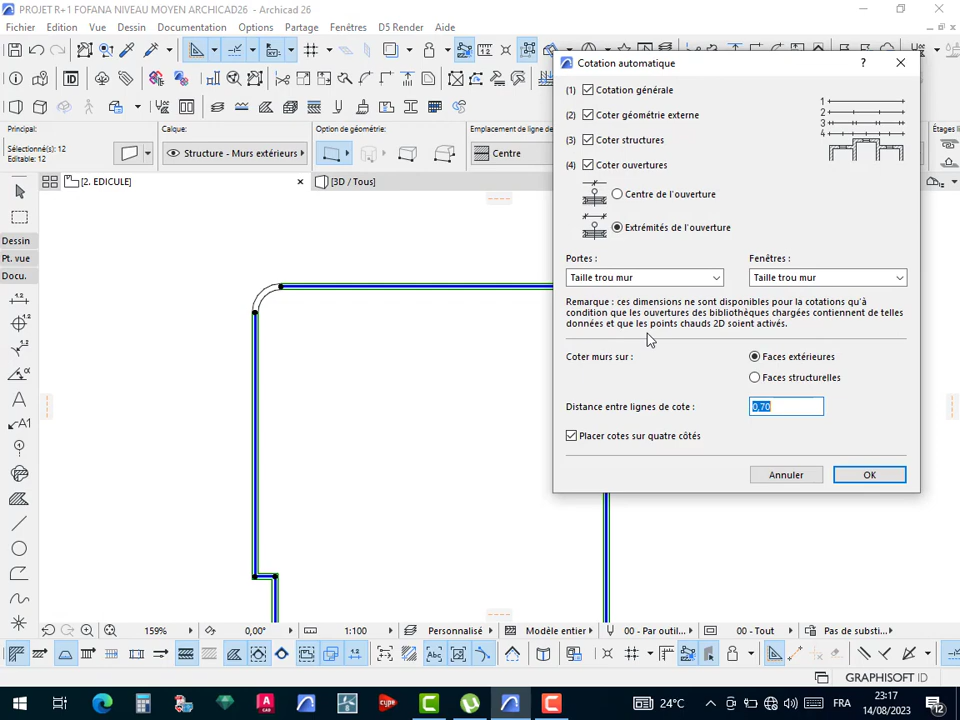 PROJET R+1 FOFANA NIVEAU MOYEN ARCHICAD26 - Archicad 26
Fichier Edition Vue Dessin Documentation Options Partage Fenêtres D5 Render Aide
Principal:
Calque:
Option de géométrie:
Emplacement de ligne de
Étages li
Sélectionné(s): 12
Editable: 12
Structure - Murs extérieurs
Centre
[2. EDICULE]
[3D / Tous]
Dessin
Pt. vue
Docu.
Cotation automatique
(1) Cotation générale
(2) Coter géométrie externe
(3) Coter structures
(4) Coter ouvertures
1
2
3
4
Centre de l'ouverture
Extrémités de l'ouverture
Portes :
Fenêtres :
Taille trou mur
Taille trou mur
Remarque : ces dimensions ne sont disponibles pour la cotations qu'à
condition que les ouvertures des bibliothèques chargées contiennent de telles
données et que les points chauds 2D soient activés.
Coter murs sur :
Faces extérieures
Faces structurelles
Distance entre lignes de cote :
0,70
Placer cotes sur quatre côtés
Annuler
OK
159%
0,00°
1:100
Personnalisé
Modèle entier
00 - Par outil...
00 - Tout
Pas de substi...
GRAPHISOFT ID
24°C
FRA
23:17
14/08/2023
12